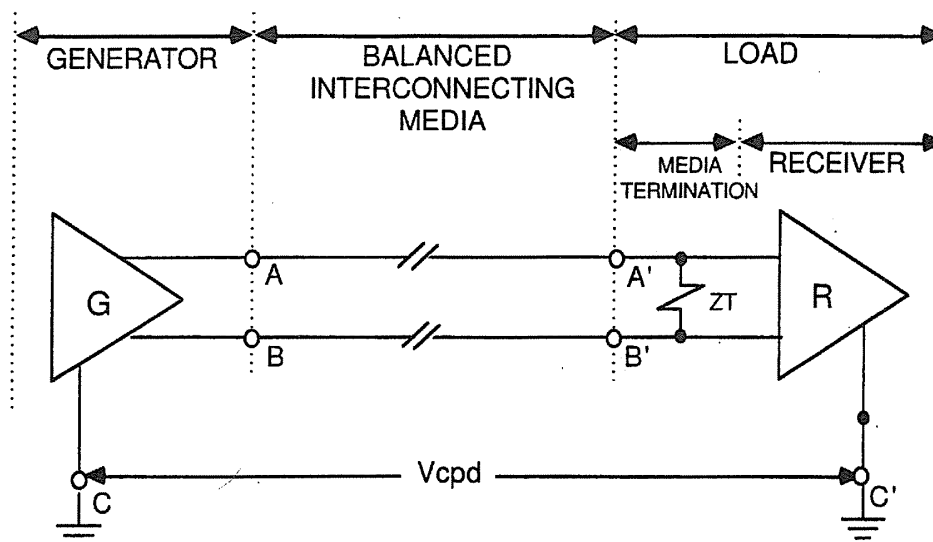 GENERATOR
BALANCED
INTERCONNECTING
MEDIA
LOAD
MEDIA
TERMINATION
RECEIVER
G
A
B
A'
B'
ZT
R
Vcpd
C
C'